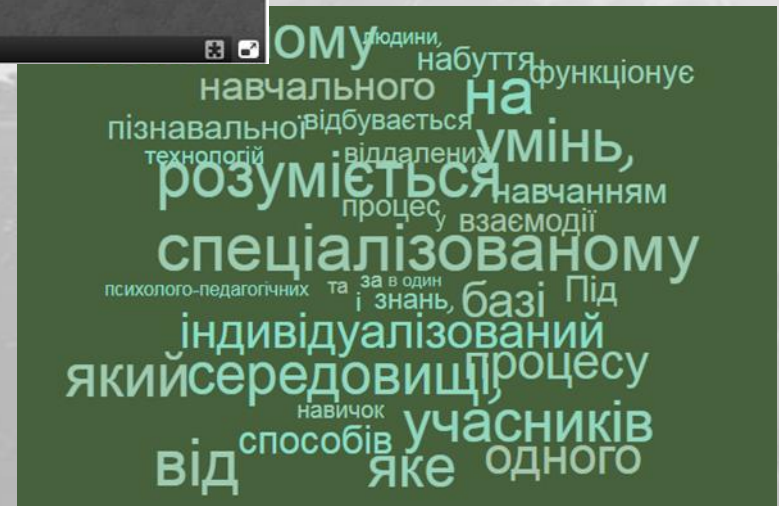 ому людини,
набуття функціонує
навчального на
пізнавальної відбувається умінь,
технологій віддалених
розуміється навчанням
процес у взаємодії
спеціалізованому
психолого-педагогічних та і за в один знань, базі Під
індивідуалізований
який середовищі, процесу
навичок учасників
способів
від яке одного